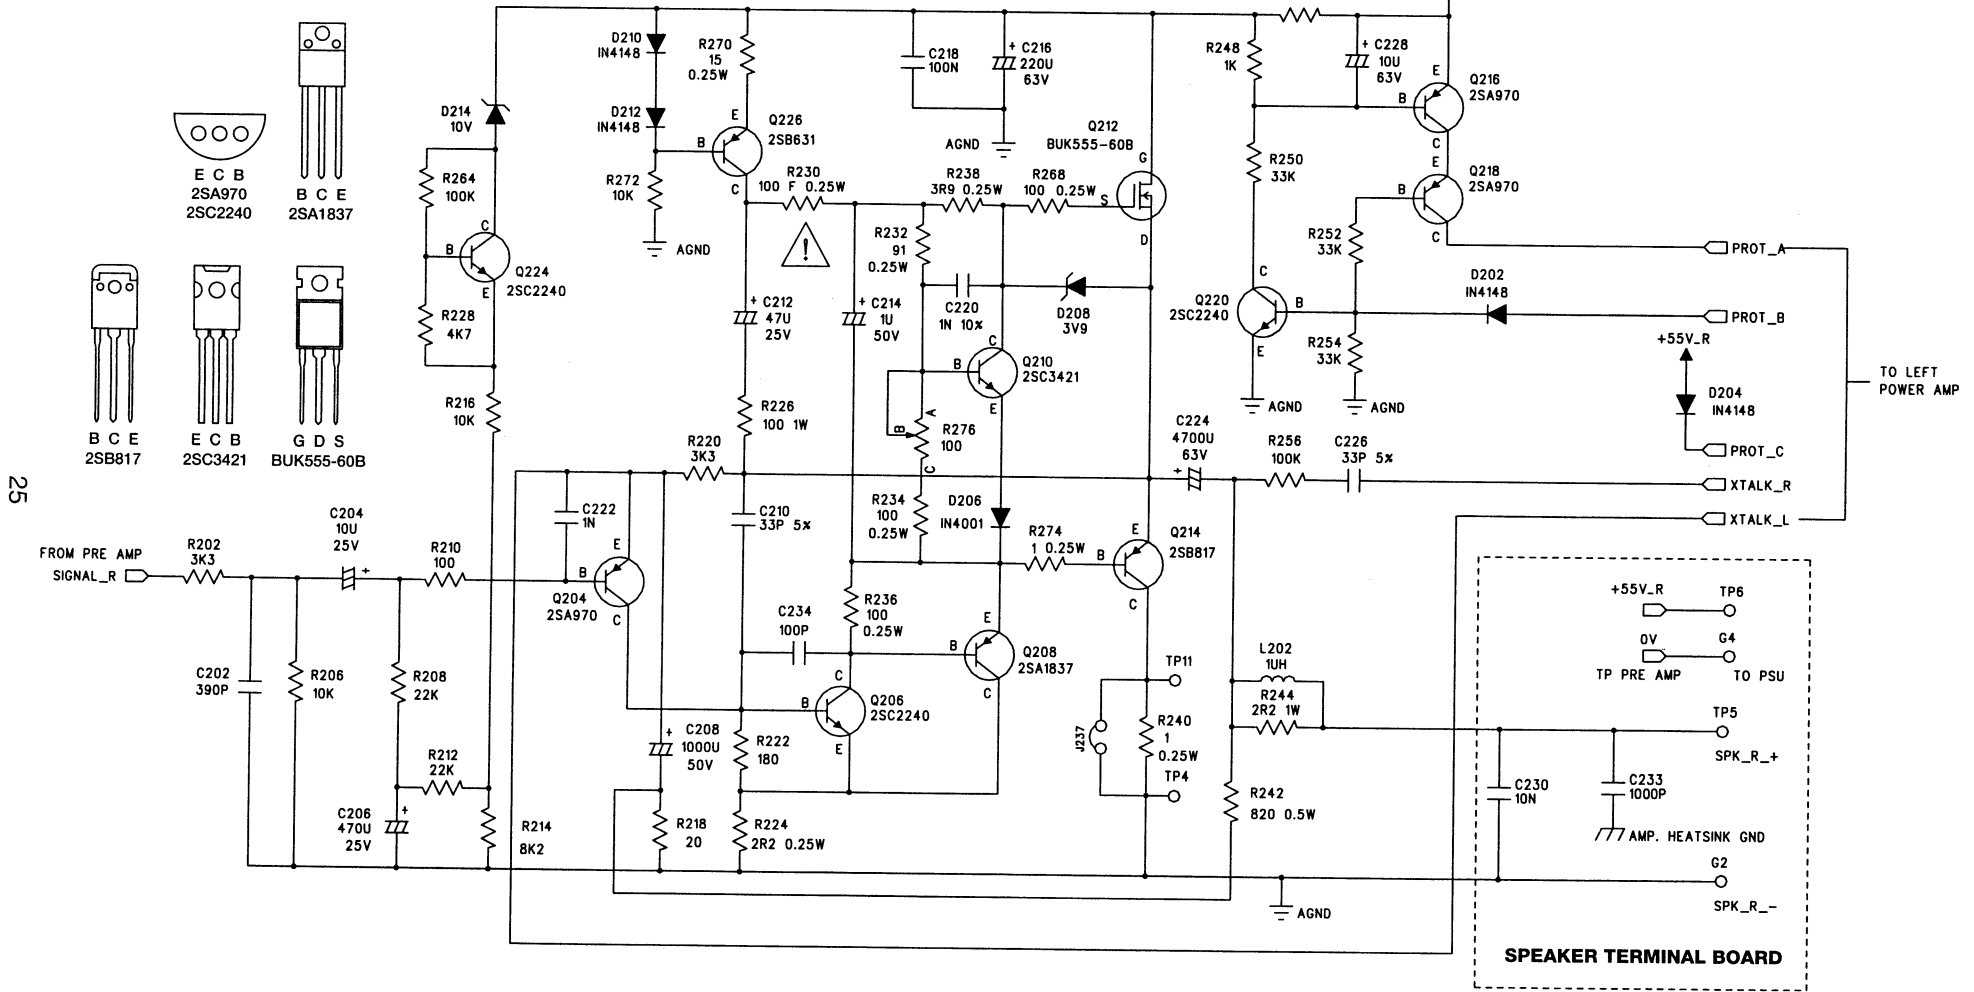 E C B
2SA970
2SC2240
B C E
2SA1837
B C E
2SB817
E C B
2SC3421
G D S
BUK555-60B
25
D214
10V
R264
100K
B
C
E
Q224
2SC2240
R228
4K7
R216
10K
D210
IN4148
D212
IN4148
R270
15
0.25W
R272
10K
AGND
E
B
C
Q226
2SB631
R230
100 F 0.25W
!
C218
100N
+ C216
220U
63V
AGND
Q212
BUK555-60B
G
S
D
R238
3R9 0.25W
R268
100 0.25W
R232
91
0.25W
+ C212
47U
25V
+ C214
1U
50V
C220
1N 10%
D208
3V9
C
B
E
Q210
2SC3421
R226
100 1W
R220
3K3
A
B
C
R276
100
R234
100
0.25W
D206
IN4001
R274
1 0.25W
E
B
C
Q214
2SB817
R248
1K
+ C228
10U
63V
E
B
C
Q216
2SA970
R250
33K
E
B
C
Q218
2SA970
R252
33K
C
B
E
Q220
2SC2240
R254
33K
AGND
AGND
D202
IN4148
PROT_A
PROT_B
+55V_R
D204
IN4148
PROT_C
XTALK_R
XTALK_L
TO LEFT
POWER AMP
C224
4700U
63V
+
R256
100K
C226
33P 5%
FROM PRE AMP
SIGNAL_R
R202
3K3
C204
10U
25V
+
R210
100
C222
1N
E
B
C
Q204
2SA970
C210
33P 5%
C234
100P
R236
100
0.25W
E
B
C
Q208
2SA1837
C
B
E
Q206
2SC2240
C202
390P
R206
10K
R208
22K
R212
22K
C206
470U
25V
+
R214
8K2
+
C208
1000U
50V
R218
20
R222
180
R224
2R2 0.25W
TP11
J237
R240
1
0.25W
TP4
L202
1UH
R244
2R2 1W
R242
820 0.5W
AGND
+55V_R
TP6
0V
G4
TP PRE AMP
TO PSU
TP5
SPK_R_+
C230
10N
C233
1000P
AMP. HEATSINK GND
G2
SPK_R_-
SPEAKER TERMINAL BOARD